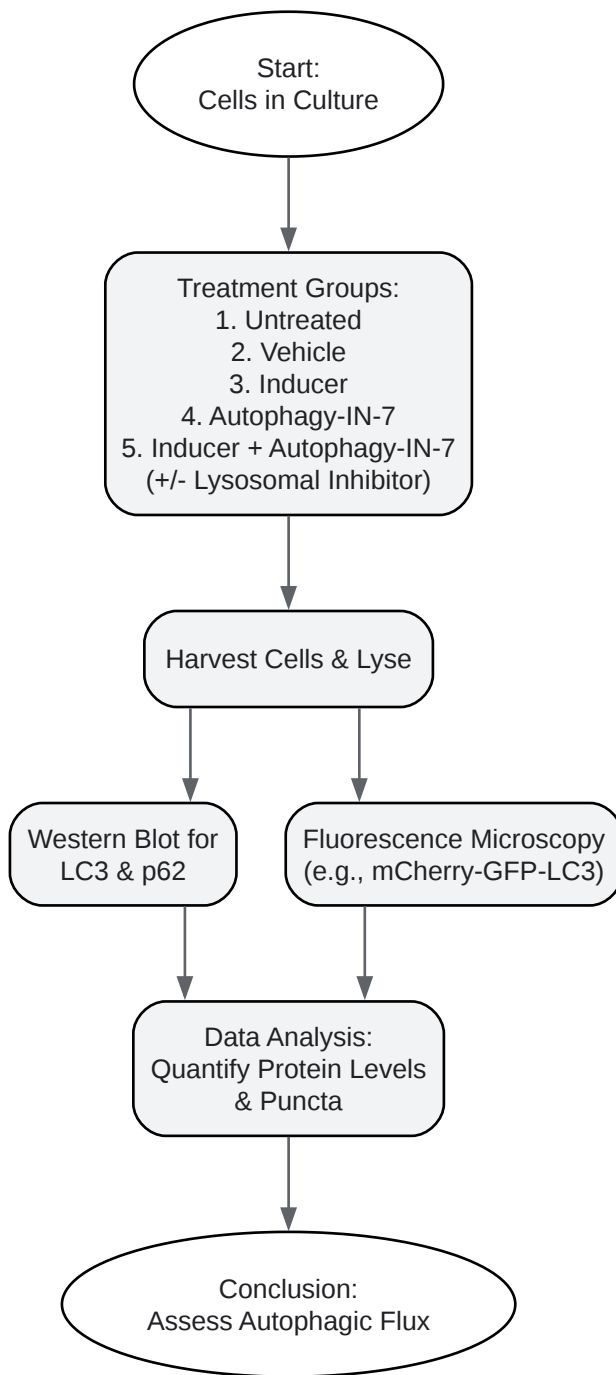 Start:
Cells in Culture
Treatment Groups:
1. Untreated
2. Vehicle
3. Inducer
4. Autophagy-IN-7
5. Inducer + Autophagy-IN-7
(+/- Lysosomal Inhibitor)
Harvest Cells & Lyse
Western Blot for
LC3 & p62
Fluorescence Microscopy
(e.g., mCherry-GFP-LC3)
Data Analysis:
Quantify Protein Levels
& Puncta
Conclusion:
Assess Autophagic Flux